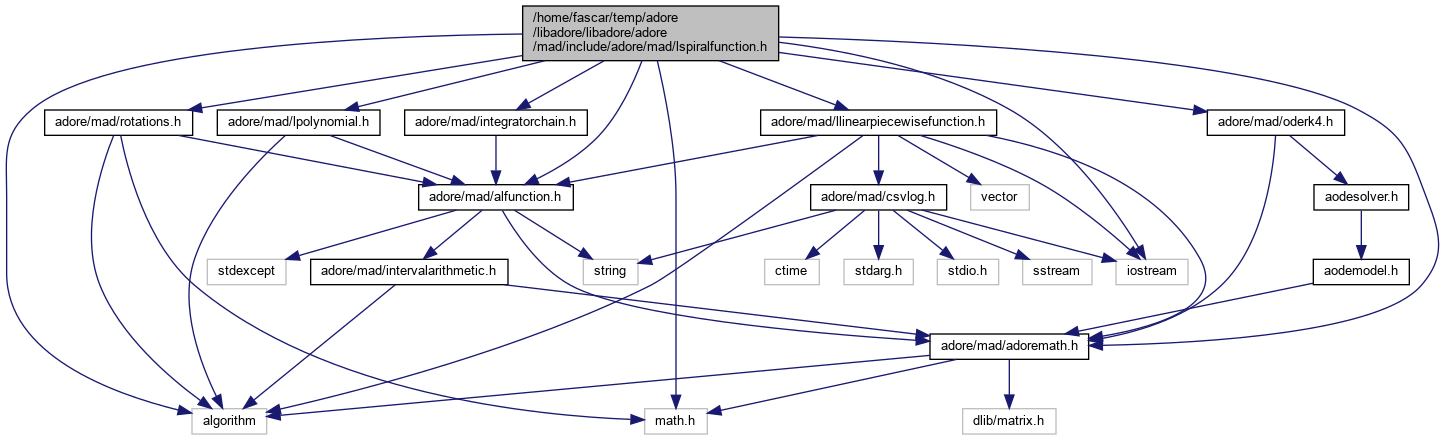 /home/fascar/temp/adore
/libadore/libadore/adore
/mad/include/adore/mad/lspiralfunction.h
adore/mad/rotations.h
adore/mad/lpolynomial.h
adore/mad/integratorchain.h
adore/mad/llinearpiecewisefunction.h
adore/mad/oderk4.h
adore/mad/alfunction.h
adore/mad/csvlog.h
vector
aodesolver.h
stdexcept
adore/mad/intervalarithmetic.h
string
ctime
stdarg.h
stdio.h
sstream
iostream
aodemodel.h
adore/mad/adoremath.h
algorithm
math.h
dlib/matrix.h